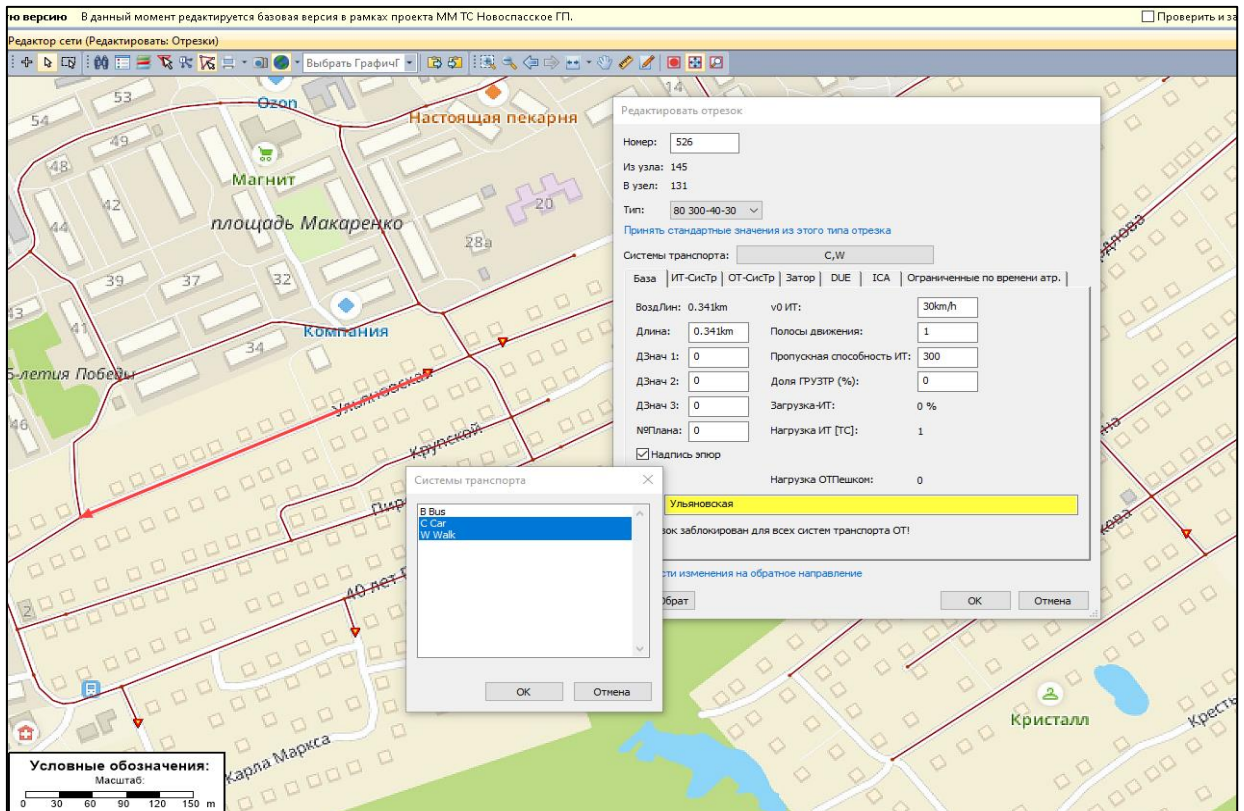 ю версию В данный момент редактируется базовая версия в рамках проекта ММ ТС Новоспасское ГП.
Проверить и за
Редактор сети (Редактировать: Отрезки)
Выбрать ГрафичГ
53
54
49
48
42
44
Ozon
Настоящая пекарня
14
Магнит
площадь Макаренко
20
28а
39
37
32
43
41
34
Компания
5-летия Победы
46
Ульяновская
Крупской
40 лет
2
Карла Маркса
Кристалл
Редактировать отрезок
Номер: 526
Из узла: 145
В узел: 131
Тип: 80 300-40-30
Принять стандартные значения из этого типа отрезка
Системы транспорта: C,W
База ИТ-СисТр ОТ-СисТр Затор DUE ICA Ограниченные по времени атр.
ВоздЛин: 0.341km v0 ИТ: 30km/h
Длина: 0.341km Полосы движения: 1
ДЗнач 1: 0 Пропускная способность ИТ: 300
ДЗнач 2: 0 Доля ГРУЗТР (%): 0
ДЗнач 3: 0 Загрузка-ИТ: 0 %
№Плана: 0 Нагрузка ИТ [ТС]: 1
Надпись эпюр
Нагрузка ОТПешком: 0
Ульяновская
зок заблокирован для всех систем транспорта ОТ!
сти изменения на обратное направление
Обрат OK Отмена
Системы транспорта
B Bus
C Car
W Walk
OK Отмена
Условные обозначения:
Масштаб:
0 30 60 90 120 150 m